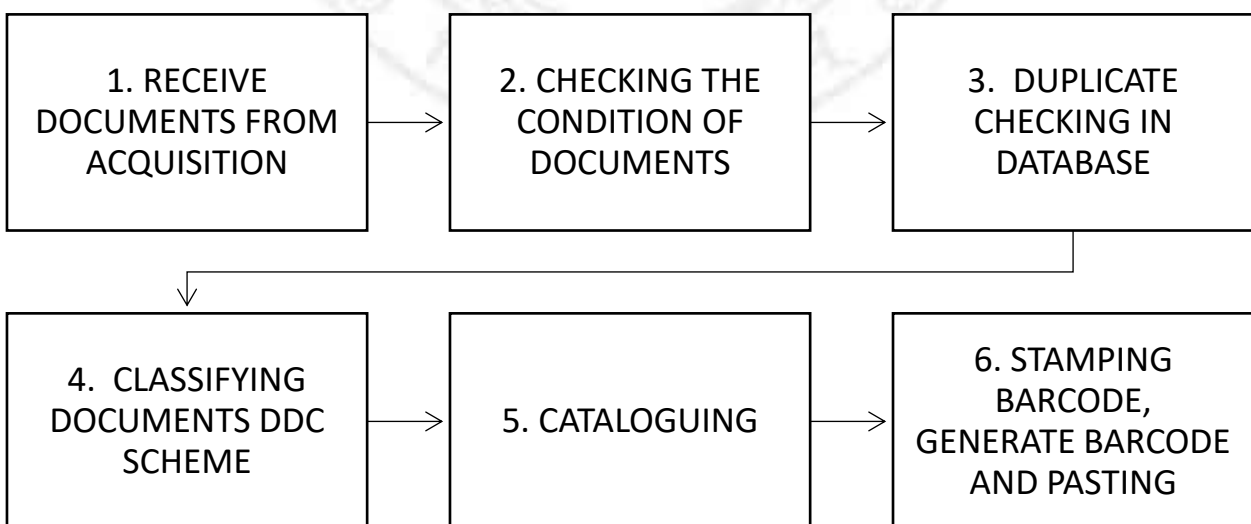 1. RECEIVE
DOCUMENTS FROM
ACQUISITION
2. CHECKING THE
CONDITION OF
DOCUMENTS
3. DUPLICATE
CHECKING IN
DATABASE
4. CLASSIFYING
DOCUMENTS DDC
SCHEME
5. CATALOGUING
6. STAMPING
BARCODE,
GENERATE BARCODE
AND PASTING